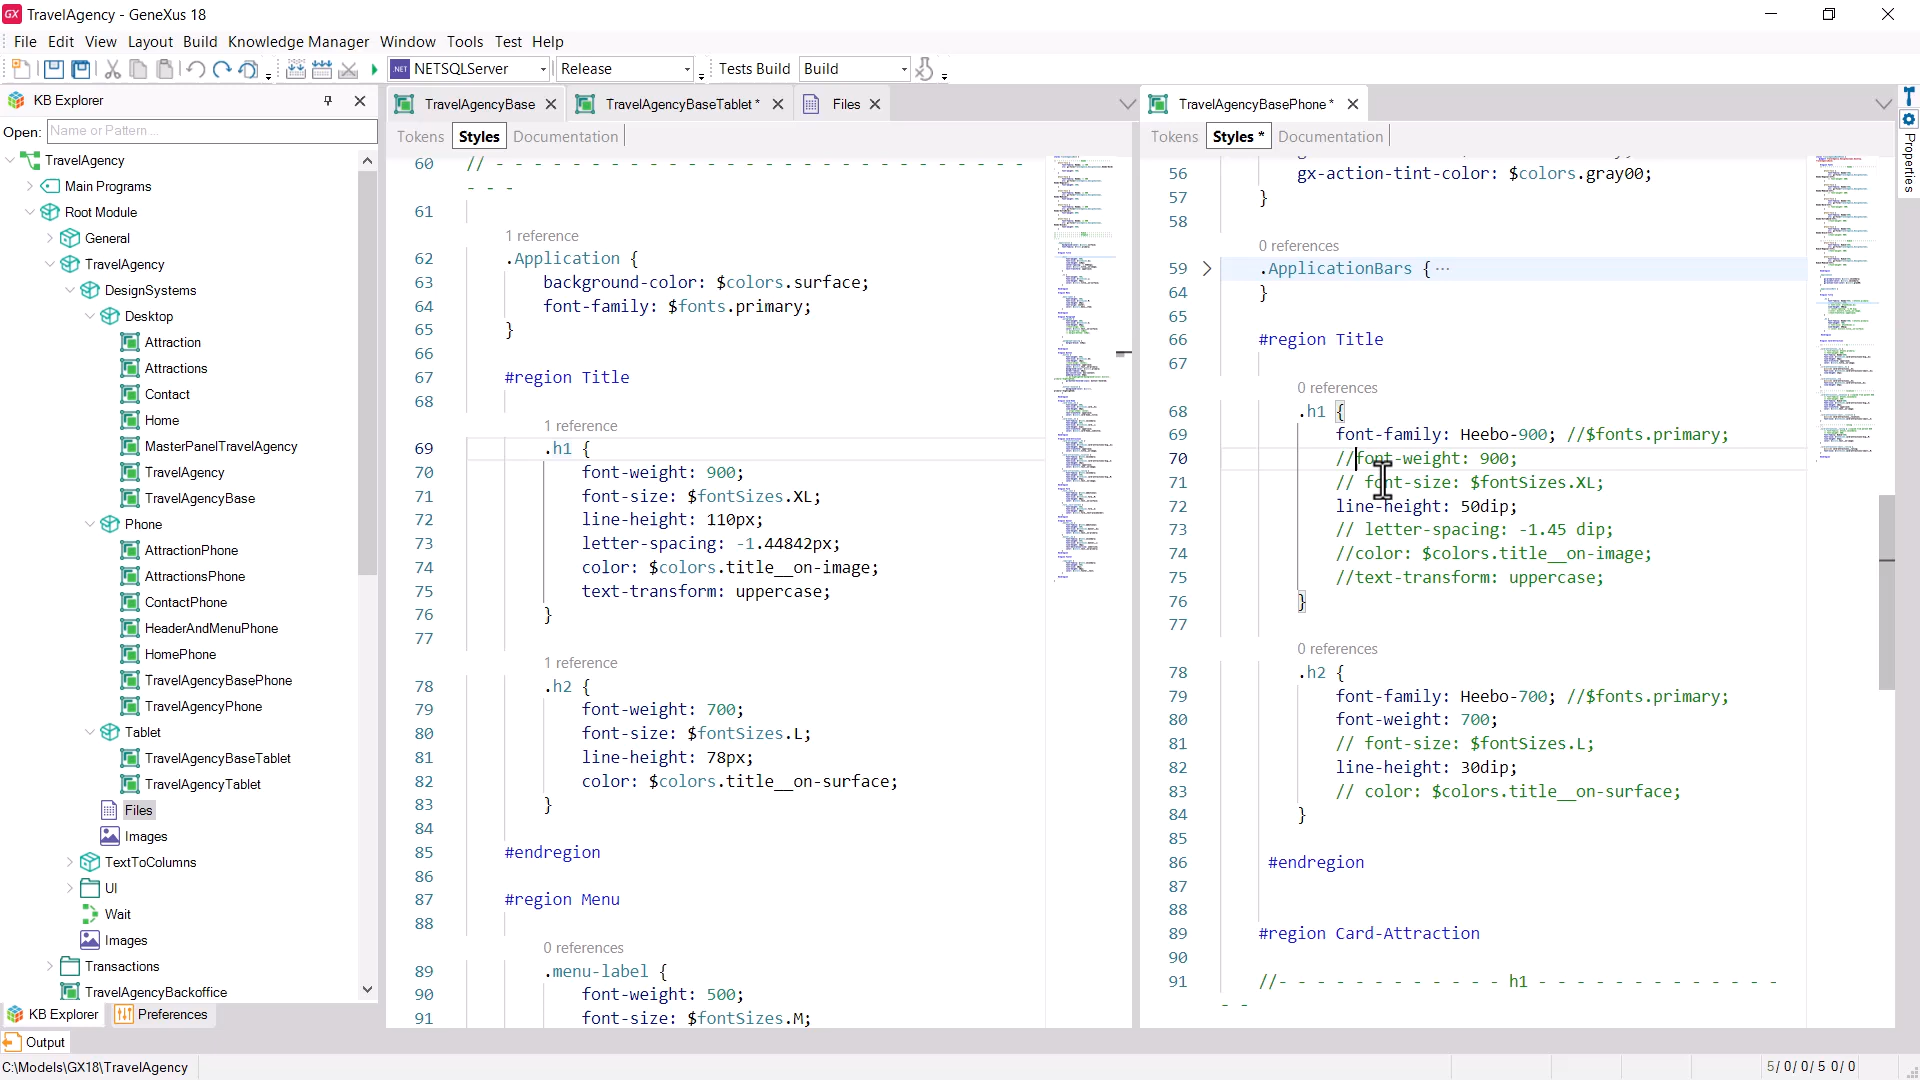 TravelAgency - GeneXus 18
File Edit View Layout Build Knowledge Manager Window Tools Test Help
NETSQLServer Release Tests Build Build
KB Explorer
Open: Name or Pattern ...
TravelAgency
Main Programs
Root Module
General
TravelAgency
DesignSystems
Desktop
Attraction
Attractions
Contact
Home
MasterPanelTravelAgency
TravelAgency
TravelAgencyBase
Phone
AttractionPhone
AttractionsPhone
ContactPhone
HeaderAndMenuPhone
HomePhone
TravelAgencyBasePhone
TravelAgencyPhone
Tablet
TravelAgencyBaseTablet
TravelAgencyTablet
Files
Images
TextToColumns
UI
Wait
Images
Transactions
TravelAgencyBackoffice
KB Explorer Preferences
Output
C:\Models\GX18\TravelAgency
TravelAgencyBase TravelAgencyBaseTablet * Files
Tokens Styles Documentation
60 // - - - - - - - - - - - - - - - - - - - - - - - - - - -
- - -
61
1 reference
62 .Application {
63 background-color: $colors.surface;
64 font-family: $fonts.primary;
65 }
66
67 #region Title
68
1 reference
69 .h1 {
70 font-weight: 900;
71 font-size: $fontSizes.XL;
72 line-height: 110px;
73 letter-spacing: -1.44842px;
74 color: $colors.title__on-image;
75 text-transform: uppercase;
76 }
77
1 reference
78 .h2 {
79 font-weight: 700;
80 font-size: $fontSizes.L;
81 line-height: 78px;
82 color: $colors.title__on-surface;
83 }
84
85 #endregion
86
87 #region Menu
88
0 references
89 .menu-label {
90 font-weight: 500;
91 font-size: $fontSizes.M;
TravelAgencyBasePhone *
Tokens Styles * Documentation
56 gx-action-tint-color: $colors.gray00;
57 }
58
0 references
59 .ApplicationBars { ...
64 }
65
66 #region Title
67
0 references
68 .h1 {
69 font-family: Heebo-900; //$fonts.primary;
70 //font-weight: 900;
71 // font-size: $fontSizes.XL;
72 line-height: 50dip;
73 // letter-spacing: -1.45 dip;
74 //color: $colors.title__on-image;
75 //text-transform: uppercase;
76 }
77
0 references
78 .h2 {
79 font-family: Heebo-700; //$fonts.primary;
80 font-weight: 700;
81 // font-size: $fontSizes.L;
82 line-height: 30dip;
83 // color: $colors.title__on-surface;
84 }
85
86 #endregion
87
88
89 #region Card-Attraction
90
91 //- - - - - - - - - - - - h1 - - - - - - - - - - - - -
- -
Properties
5/0/0/5 0/0